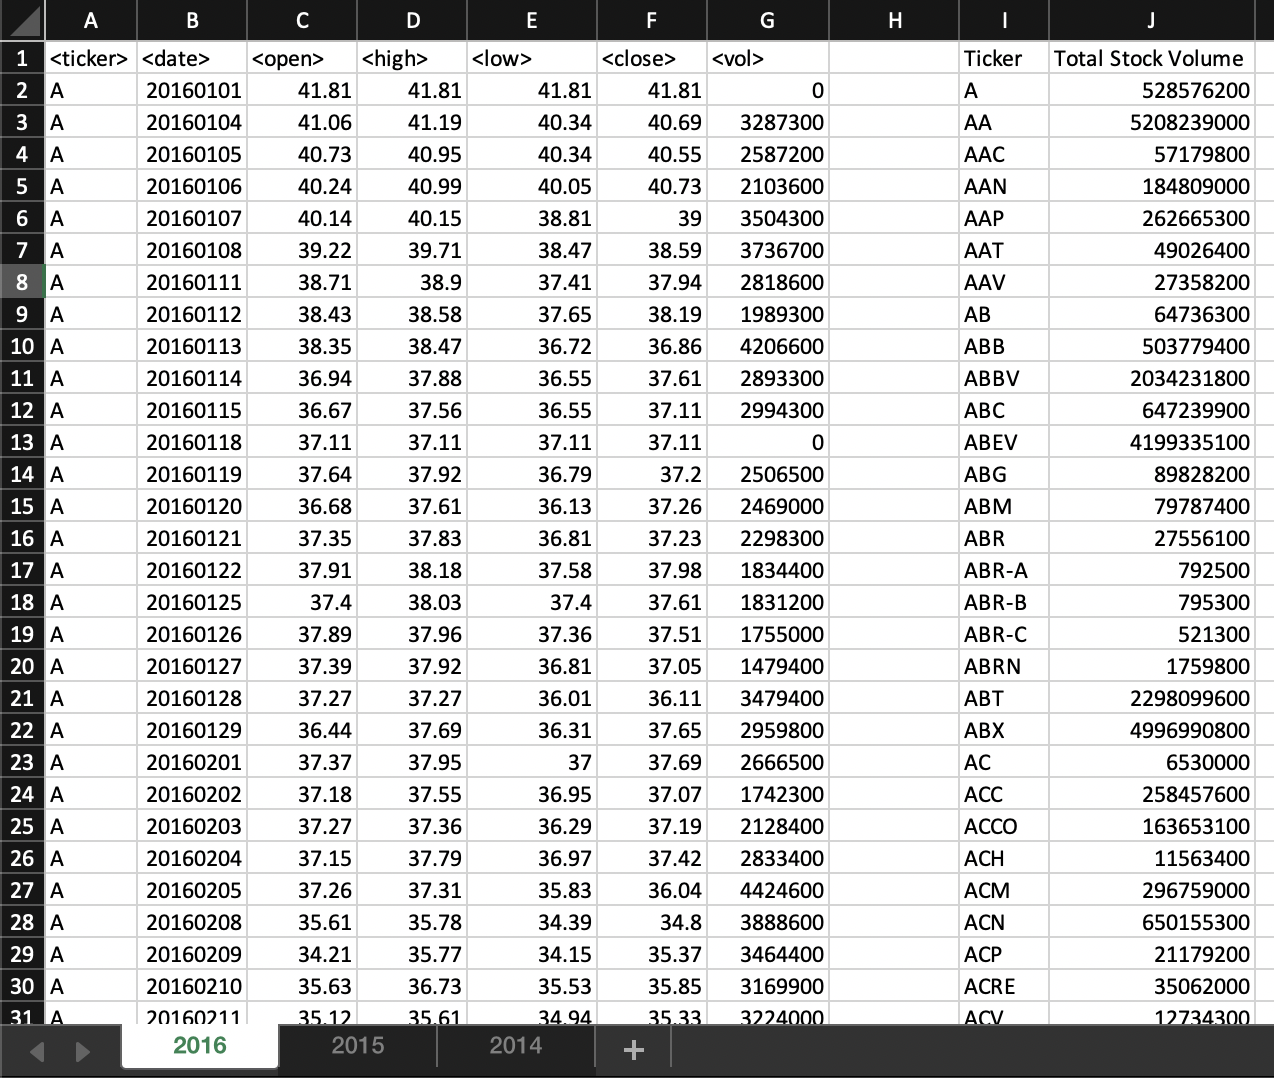 A B C D E F G H I J
1 <ticker> <date> <open> <high> <low> <close> <vol> Ticker Total Stock Volume
2 A 20160101 41.81 41.81 41.81 41.81 0 A 528576200
3 A 20160104 41.06 41.19 40.34 40.69 3287300 AA 5208239000
4 A 20160105 40.73 40.95 40.34 40.55 2587200 AAC 57179800
5 A 20160106 40.24 40.99 40.05 40.73 2103600 AAN 184809000
6 A 20160107 40.14 40.15 38.81 39 3504300 AAP 262665300
7 A 20160108 39.22 39.71 38.47 38.59 3736700 AAT 49026400
8 A 20160111 38.71 38.9 37.41 37.94 2818600 AAV 27358200
9 A 20160112 38.43 38.58 37.65 38.19 1989300 AB 64736300
10 A 20160113 38.35 38.47 36.72 36.86 4206600 ABB 503779400
11 A 20160114 36.94 37.88 36.55 37.61 2893300 ABBV 2034231800
12 A 20160115 36.67 37.56 36.55 37.11 2994300 ABC 647239900
13 A 20160118 37.11 37.11 37.11 37.11 0 ABEV 4199335100
14 A 20160119 37.64 37.92 36.79 37.2 2506500 ABG 89828200
15 A 20160120 36.68 37.61 36.13 37.26 2469000 ABM 79787400
16 A 20160121 37.35 37.83 36.81 37.23 2298300 ABR 27556100
17 A 20160122 37.91 38.18 37.58 37.98 1834400 ABR-A 792500
18 A 20160125 37.4 38.03 37.4 37.61 1831200 ABR-B 795300
19 A 20160126 37.89 37.96 37.36 37.51 1755000 ABR-C 521300
20 A 20160127 37.39 37.92 36.81 37.05 1479400 ABRN 1759800
21 A 20160128 37.27 37.27 36.01 36.11 3479400 ABT 2298099600
22 A 20160129 36.44 37.69 36.31 37.65 2959800 ABX 4996990800
23 A 20160201 37.37 37.95 37 37.69 2666500 AC 6530000
24 A 20160202 37.18 37.55 36.95 37.07 1742300 ACC 258457600
25 A 20160203 37.27 37.36 36.29 37.19 2128400 ACCO 163653100
26 A 20160204 37.15 37.79 36.97 37.42 2833400 ACH 11563400
27 A 20160205 37.26 37.31 35.83 36.04 4424600 ACM 296759000
28 A 20160208 35.61 35.78 34.39 34.8 3888600 ACN 650155300
29 A 20160209 34.21 35.77 34.15 35.37 3464400 ACP 21179200
30 A 20160210 35.63 36.73 35.53 35.85 3169900 ACRE 35062000
31 A 20160211 35.12 35.61 34.94 35.33 3224000 ACV 12734300
2016 2015 2014 +